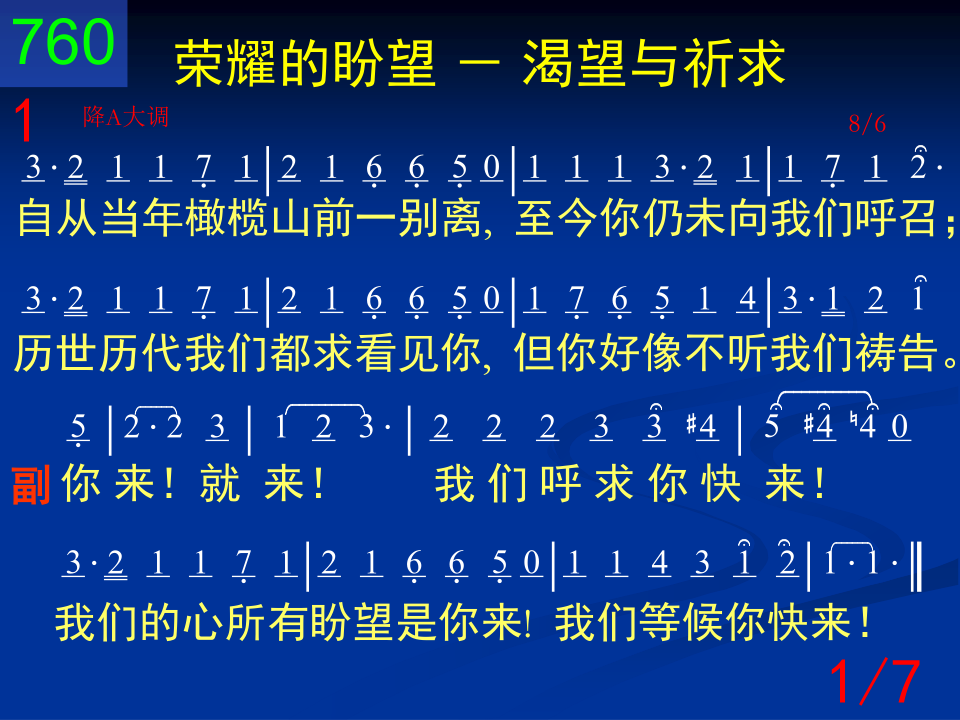 760
荣耀的盼望 － 渴望与祈求
1
降A大调
8/6
3 · 2 1 1 7 1 | 2 1 6 6 5 0 | 1 1 1 3 · 2 1 | 1 7 1 2 ·
自从当年橄榄山前一别离, 至今你仍未向我们呼召；
3 · 2 1 1 7 1 | 2 1 6 6 5 0 | 1 7 6 5 1 4 | 3 · 1 2 1
历世历代我们都求看见你, 但你好像不听我们祷告。
5 | 2 · 2 3 | 1 2 3 · | 2 2 2 3 3 ♯4 | 5 ♯4 ♮4 0
副 你 来！就 来！ 我 们 呼 求 你 快 来！
3 · 2 1 1 7 1 | 2 1 6 6 5 0 | 1 1 4 3 1 2 | 1 · 1 · ‖
我们的心所有盼望是你来! 我们等候你快来！
1/7